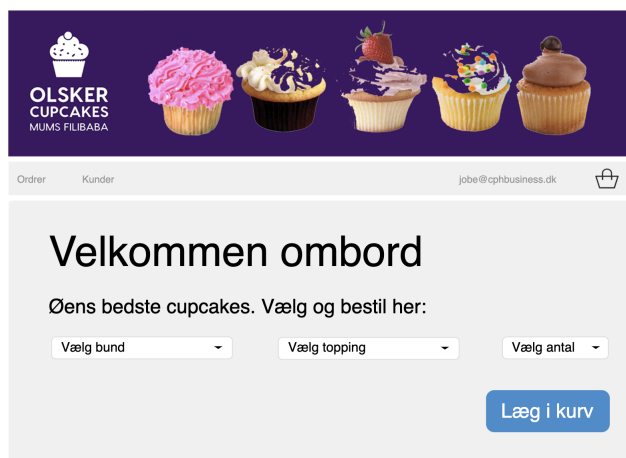 OLSKER
CUPCAKES
MUMS FILIBABA
Ordrer Kunder jobe@cphbusiness.dk
Velkommen ombord
Øens bedste cupcakes. Vælg og bestil her:
Vælg bund Vælg topping Vælg antal
Læg i kurv